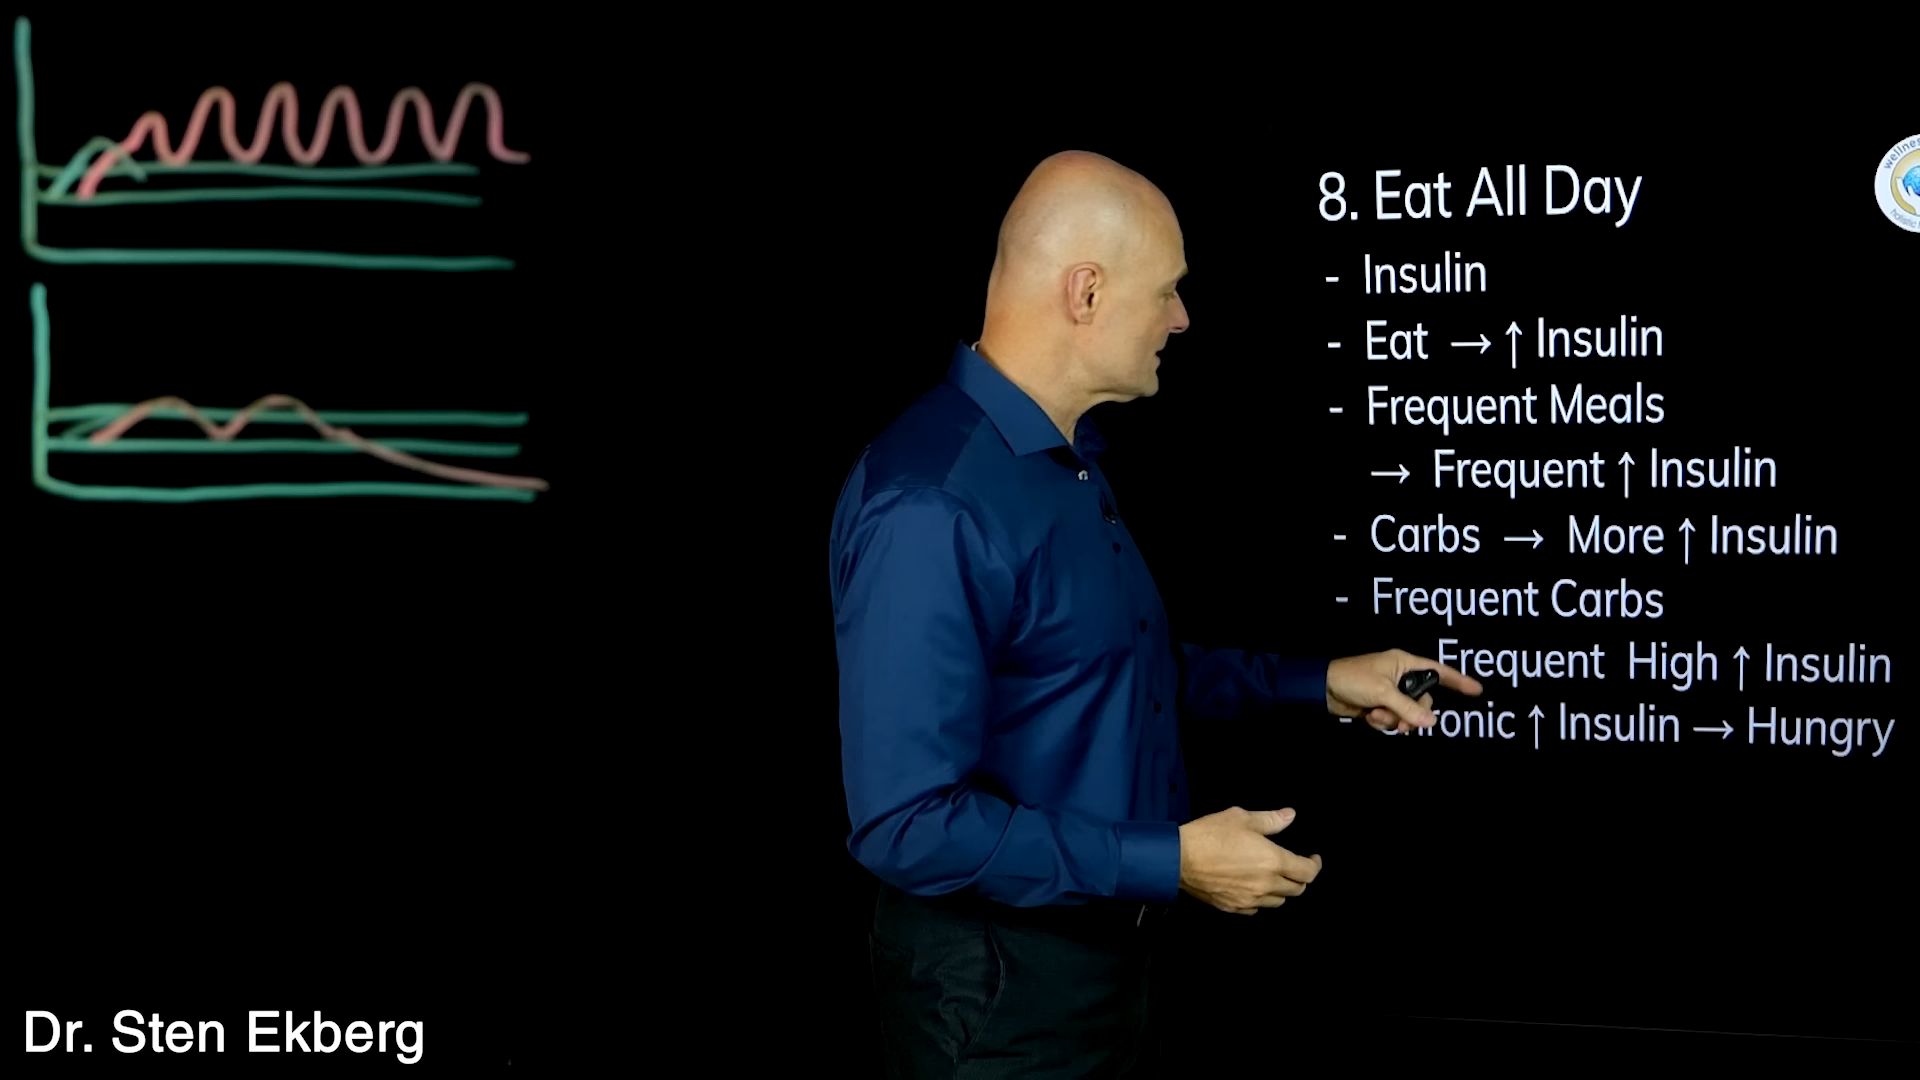 8. Eat All Day
- Insulin
- Eat → ↑ Insulin
- Frequent Meals
→ Frequent ↑ Insulin
- Carbs → More ↑ Insulin
- Frequent Carbs
Frequent High ↑ Insulin
- Chronic ↑ Insulin → Hungry
Dr. Sten Ekberg